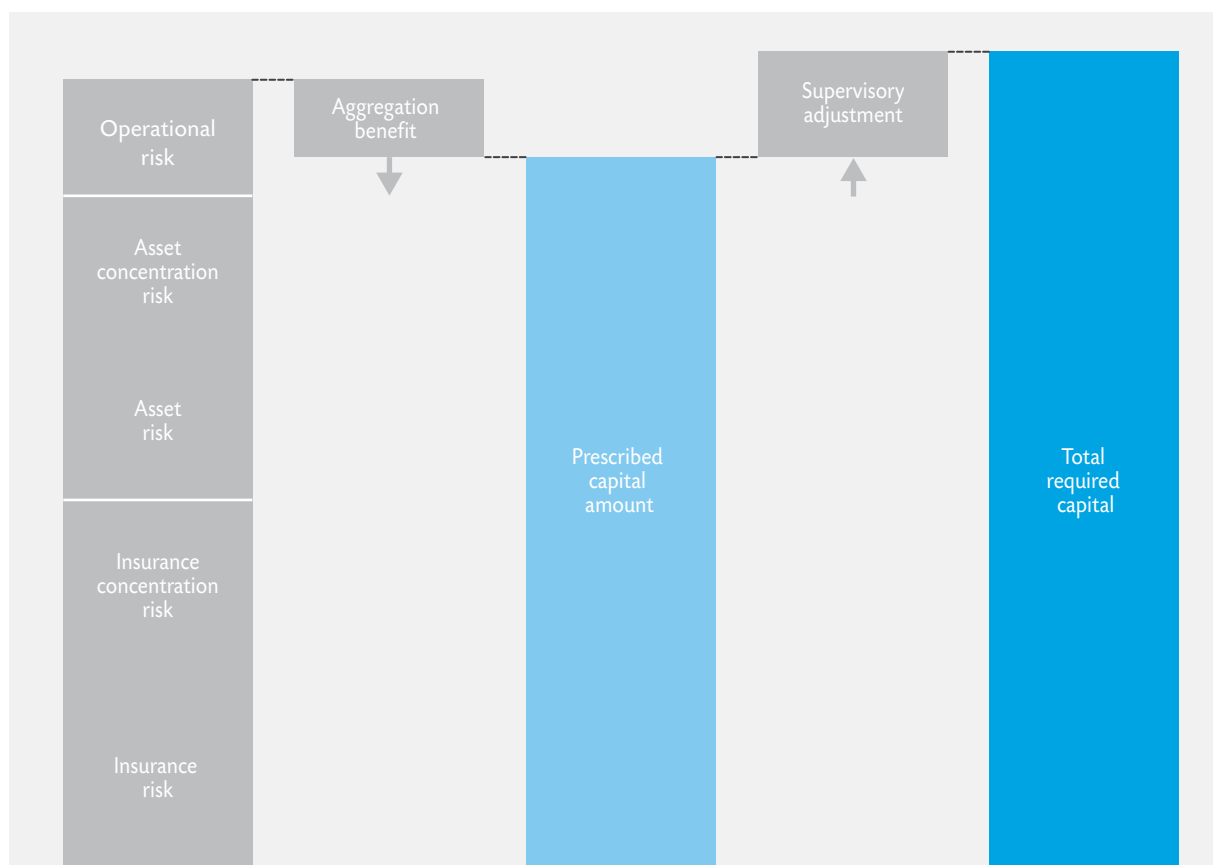 Operational
risk
Asset
concentration
risk
Asset
risk
Insurance
concentration
risk
Insurance
risk
Aggregation
benefit
Prescribed
capital
amount
Supervisory
adjustment
Total
required
capital